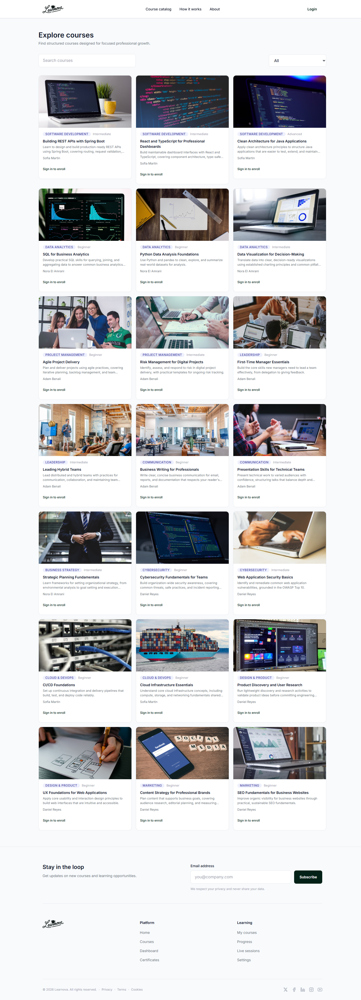 Learnova
Course catalog
How it works
About
Login
Explore courses
Find structured courses designed for focused professional growth.
Search courses
All
SOFTWARE DEVELOPMENT Intermediate
Building REST APIs with Spring Boot
Learn to design and build production-ready REST APIs
using Spring Boot, covering routing, request validation,...
Sofia Martin
Sign in to enroll
SOFTWARE DEVELOPMENT Intermediate
React and TypeScript for Professional
Dashboards
Build maintainable dashboard interfaces with React and
TypeScript, covering component architecture, type-safe...
Sofia Martin
Sign in to enroll
SOFTWARE DEVELOPMENT Advanced
Clean Architecture for Java Applications
Apply clean architecture principles to structure Java
applications that are easier to test, extend, and maintain...
Sofia Martin
Sign in to enroll
DATA ANALYTICS Beginner
SQL for Business Analytics
Develop practical SQL skills for querying, joining, and
aggregating data to answer common business analytics...
Nora El Amrani
Sign in to enroll
DATA ANALYTICS Beginner
Python Data Analysis Foundations
Use Python and pandas to clean, explore, and summarize
real-world datasets for analysis.
Nora El Amrani
Sign in to enroll
DATA ANALYTICS Intermediate
Data Visualization for Decision-Making
Translate data into clear, decision-ready visualizations
using established charting principles and common pitfall...
Nora El Amrani
Sign in to enroll
PROJECT MANAGEMENT Beginner
Agile Project Delivery
Plan and deliver projects using agile practices, covering
iterative planning, backlog management, and team...
Adam Benali
Sign in to enroll
PROJECT MANAGEMENT Intermediate
Risk Management for Digital Projects
Identify, assess, and respond to risk in digital project
delivery, with practical templates for ongoing risk tracking.
Adam Benali
Sign in to enroll
LEADERSHIP Beginner
First-Time Manager Essentials
Build the core skills new managers need to lead a team
effectively, from delegation to giving feedback.
Adam Benali
Sign in to enroll
LEADERSHIP Intermediate
Leading Hybrid Teams
Lead distributed and hybrid teams with practices for
communication, collaboration, and maintaining team...
Adam Benali
Sign in to enroll
COMMUNICATION Beginner
Business Writing for Professionals
Write clear, concise business communication for email,
reports, and documentation that respects your reader's...
Adam Benali
Sign in to enroll
COMMUNICATION Intermediate
Presentation Skills for Technical Teams
Present technical work to varied audiences with
confidence, structuring talks that balance depth and...
Adam Benali
Sign in to enroll
BUSINESS STRATEGY Intermediate
Strategic Planning Fundamentals
Learn frameworks for setting organizational strategy, from
environmental analysis to goal setting and execution...
Nora El Amrani
Sign in to enroll
CYBERSECURITY Beginner
Cybersecurity Fundamentals for Teams
Build organization-wide security awareness, covering
common threats, safe practices, and incident reporting...
Daniel Reyes
Sign in to enroll
CYBERSECURITY Intermediate
Web Application Security Basics
Identify and remediate common web application
vulnerabilities, grounded in the OWASP Top 10.
Daniel Reyes
Sign in to enroll
CLOUD & DEVOPS Beginner
CI/CD Foundations
Set up continuous integration and delivery pipelines that
build, test, and deploy code reliably.
Sofia Martin
Sign in to enroll
CLOUD & DEVOPS Beginner
Cloud Infrastructure Essentials
Understand core cloud infrastructure concepts, including
compute, storage, and networking fundamentals shared...
Sofia Martin
Sign in to enroll
DESIGN & PRODUCT Beginner
Product Discovery and User Research
Run lightweight discovery and research activities to
validate product ideas before committing engineering...
Daniel Reyes
Sign in to enroll
facebook
SOCIAL
MEDIA
DESIGN & PRODUCT Beginner
UX Foundations for Web Applications
Apply core usability and interaction design principles to
build web interfaces that are intuitive and accessible.
Daniel Reyes
Sign in to enroll
MARKETING Beginner
Content Strategy for Professional Brands
Plan content that supports business goals, covering
audience research, editorial planning, and measuring...
Daniel Reyes
Sign in to enroll
MARKETING Beginner
SEO Fundamentals for Business Websites
Improve organic visibility for business websites through
practical, sustainable SEO fundamentals.
Daniel Reyes
Sign in to enroll
Stay in the loop
Get updates on new courses and learning opportunities.
Email address
you@company.com
Subscribe
We respect your privacy and never share your data.
Learnova
Platform
Home
Courses
Dashboard
Certificates
Learning
My courses
Progress
Live sessions
Settings
© 2026 Learnova. All rights reserved. · Privacy · Terms · Cookies